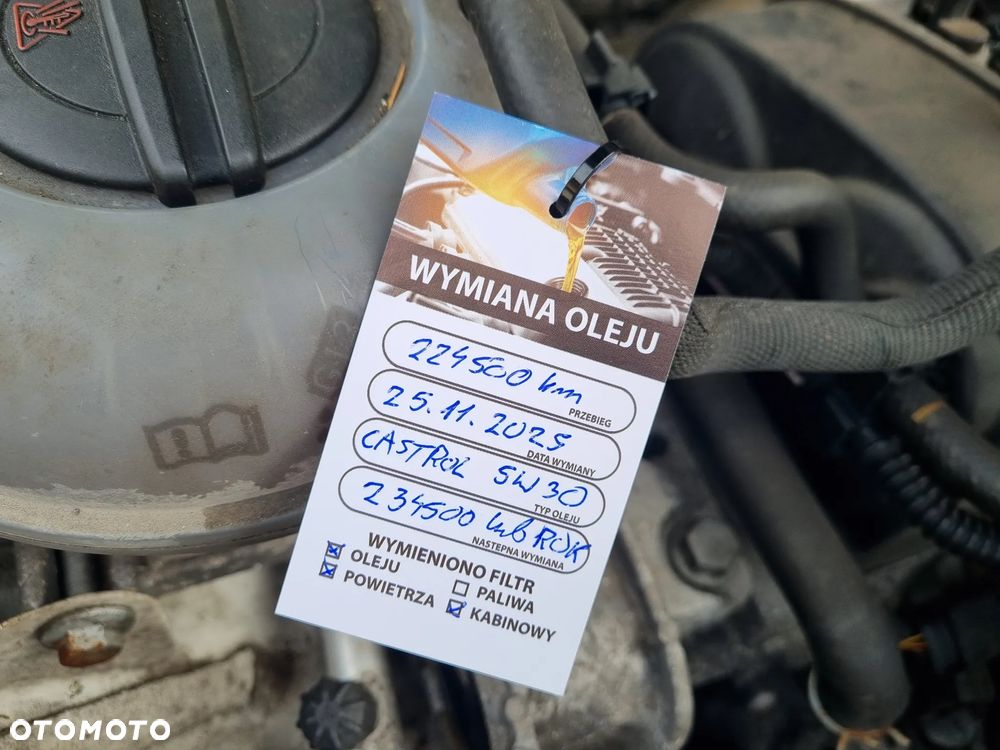 WYMIANA OLEJU
224500 km
PRZEBIEG
25.11.2025
DATA WYMIANY
CASTROL 5W30
TYP OLEJU
234500 lub ROK
NASTEPNA WYMIANA
WYMIENIONO FILTR
OLEJU
PALIWA
POWIETRZA
KABINOWY
OTOMOTO